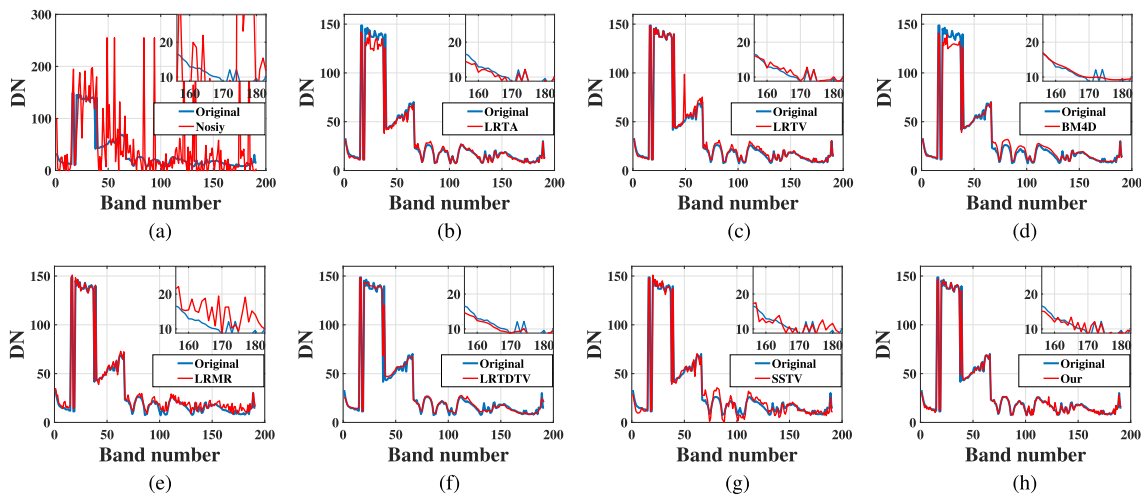 300
250
200
150
100
50
0
DN
0 50 100 150 200
Band number
20
10
160 170 180
Original
Nosiy
(a)
150
100
50
0
DN
0 50 100 150 200
Band number
20
10
160 170 180
Original
LRTA
(b)
150
100
50
0
DN
0 50 100 150 200
Band number
20
10
160 170 180
Original
LRTV
(c)
150
100
50
0
DN
0 50 100 150 200
Band number
20
10
160 170 180
Original
BM4D
(d)
150
100
50
0
DN
0 50 100 150 200
Band number
20
10
160 170 180
Original
LRMR
(e)
150
100
50
0
DN
0 50 100 150 200
Band number
20
10
160 170 180
Original
LRTDTV
(f)
150
100
50
0
DN
0 50 100 150 200
Band number
20
10
160 170 180
Original
SSTV
(g)
150
100
50
0
DN
0 50 100 150 200
Band number
20
10
160 170 180
Original
Our
(h)